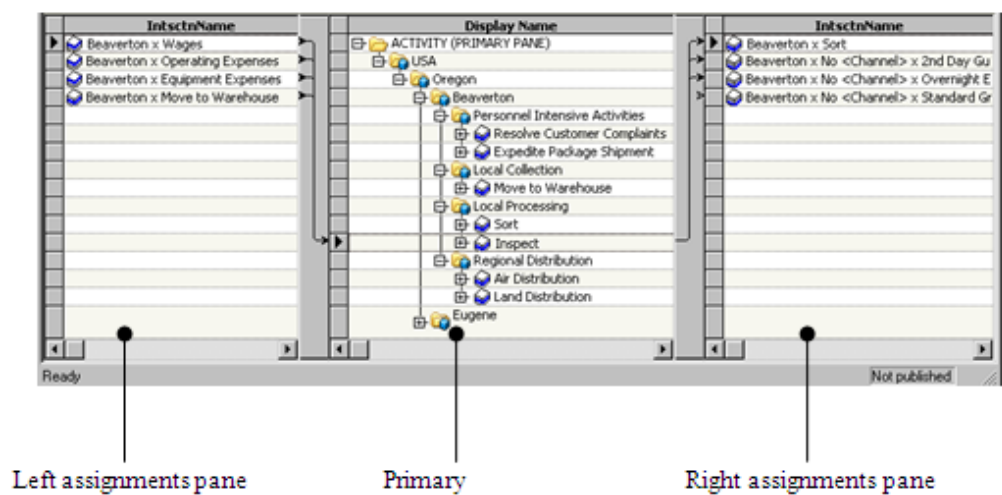 IntsctnName
Beaverton x Wages
Beaverton x Operating Expenses
Beaverton x Equipment Expenses
Beaverton x Move to Warehouse
Display Name
ACTIVITY (PRIMARY PANE)
USA
Oregon
Beaverton
Personnel Intensive Activities
Resolve Customer Complaints
Expedite Package Shipment
Local Collection
Move to Warehouse
Local Processing
Sort
Inspect
Regional Distribution
Air Distribution
Land Distribution
Eugene
IntsctnName
Beaverton x Sort
Beaverton x No <Channel> x 2nd Day Gu
Beaverton x No <Channel> x Overnight E
Beaverton x No <Channel> x Standard Gr
Ready
Not published
Left assignments pane
Primary
Right assignments pane